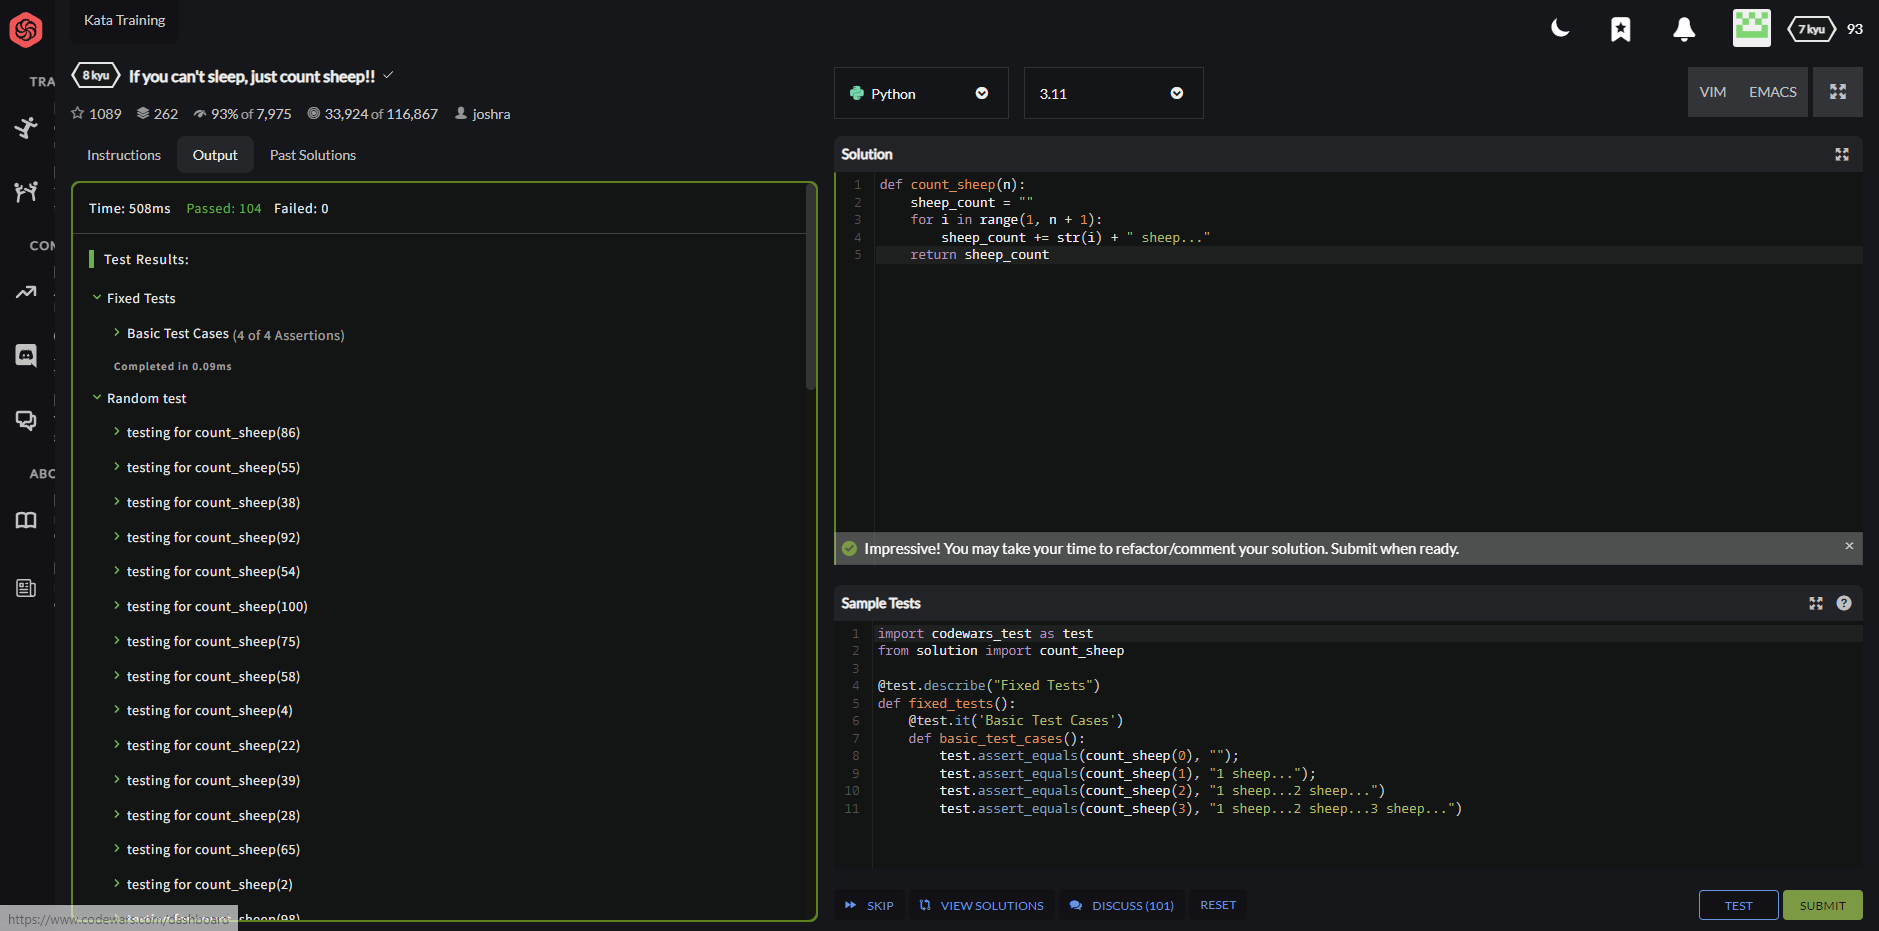 Kata Training
7 kyu 93
8 kyu If you can't sleep, just count sheep!!
1089 262 93% of 7,975 33,924 of 116,867 joshra
Instructions Output Past Solutions
Time: 508ms Passed: 104 Failed: 0
Test Results:
Fixed Tests
Basic Test Cases (4 of 4 Assertions)
Completed in 0.09ms
Random test
testing for count_sheep(86)
testing for count_sheep(55)
testing for count_sheep(38)
testing for count_sheep(92)
testing for count_sheep(54)
testing for count_sheep(100)
testing for count_sheep(75)
testing for count_sheep(58)
testing for count_sheep(4)
testing for count_sheep(22)
testing for count_sheep(39)
testing for count_sheep(28)
testing for count_sheep(65)
testing for count_sheep(2)
testing for count_sheep(98)
https://www.codewars.com/dashboard
TRA
COM
ABC
Python 3.11 VIM EMACS
Solution
1 def count_sheep(n):
2 sheep_count = ""
3 for i in range(1, n + 1):
4 sheep_count += str(i) + " sheep..."
5 return sheep_count
Impressive! You may take your time to refactor/comment your solution. Submit when ready.
Sample Tests
1 import codewars_test as test
2 from solution import count_sheep
3
4 @test.describe("Fixed Tests")
5 def fixed_tests():
6 @test.it('Basic Test Cases')
7 def basic_test_cases():
8 test.assert_equals(count_sheep(0), "");
9 test.assert_equals(count_sheep(1), "1 sheep...");
10 test.assert_equals(count_sheep(2), "1 sheep...2 sheep...")
11 test.assert_equals(count_sheep(3), "1 sheep...2 sheep...3 sheep...")
SKIP VIEW SOLUTIONS DISCUSS (101) RESET TEST SUBMIT